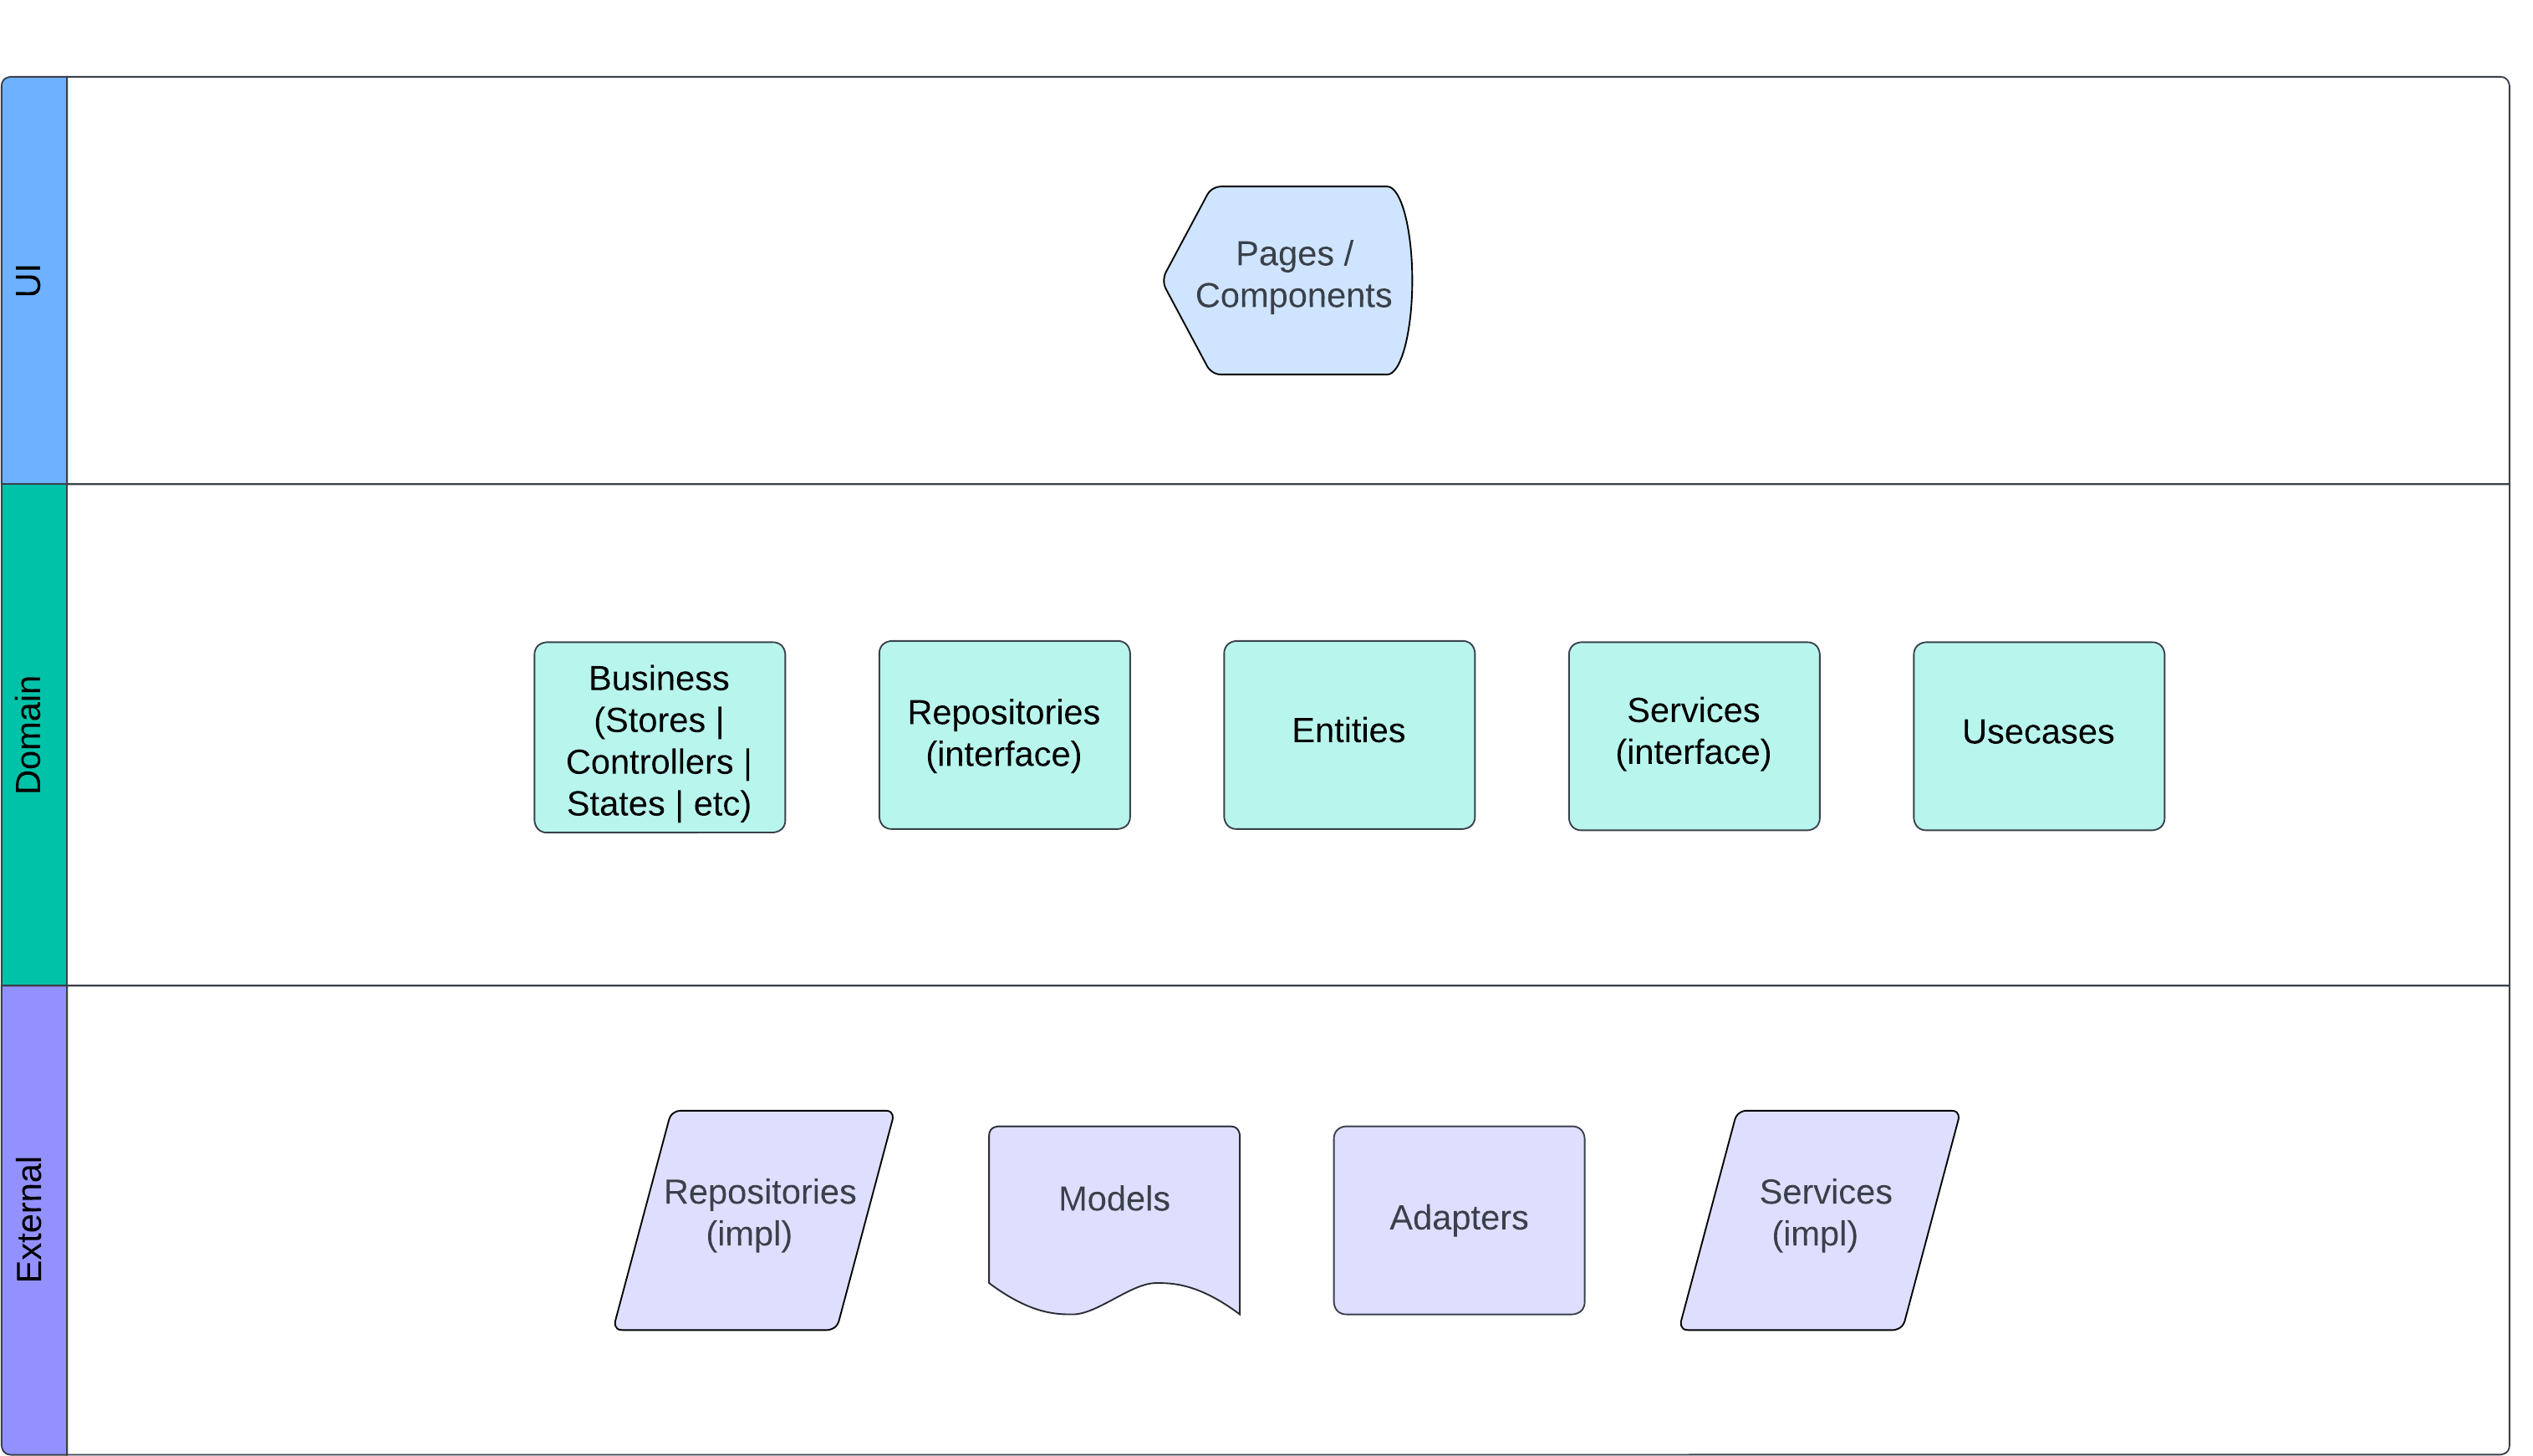 UI
Pages /
Components
Domain
Business
(Stores |
Controllers |
States | etc)
Repositories
(interface)
Entities
Services
(interface)
Usecases
External
Repositories
(impl)
Models
Adapters
Services
(impl)